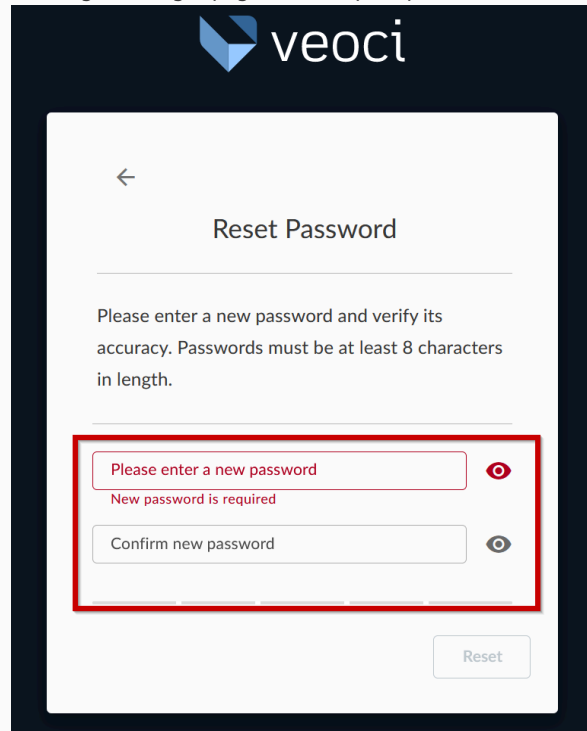 veoci
Reset Password
Please enter a new password and verify its
accuracy. Passwords must be at least 8 characters
in length.
Please enter a new password
New password is required
Confirm new password
Reset